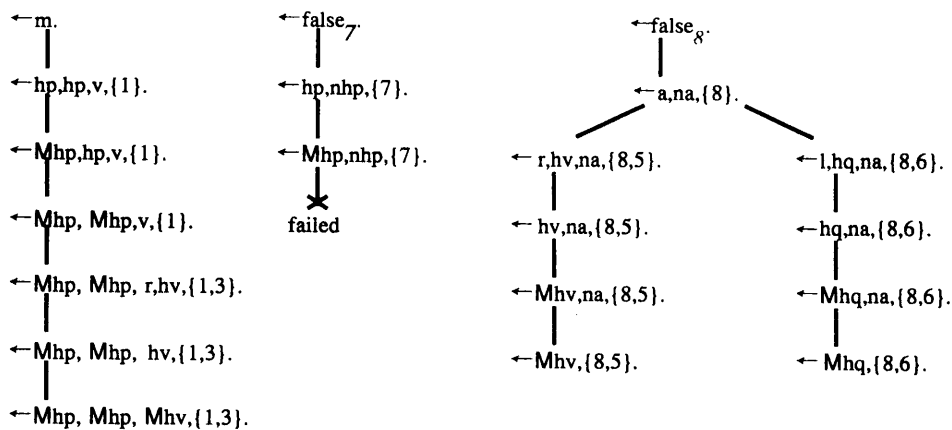 ←m.
←hp,hp,v,{1}.
←Mhp,hp,v,{1}.
←Mhp, Mhp,v,{1}.
←Mhp, Mhp, r,hv,{1,3}.
←Mhp, Mhp, hv,{1,3}.
←Mhp, Mhp, Mhv,{1,3}.
←false7.
←hp,nhp,{7}.
←Mhp,nhp,{7}.
failed
←false8.
←a,na,{8}.
←r,hv,na,{8,5}.
←hv,na,{8,5}.
←Mhv,na,{8,5}.
←Mhv,{8,5}.
←l,hq,na,{8,6}.
←hq,na,{8,6}.
←Mhq,na,{8,6}.
←Mhq,{8,6}.